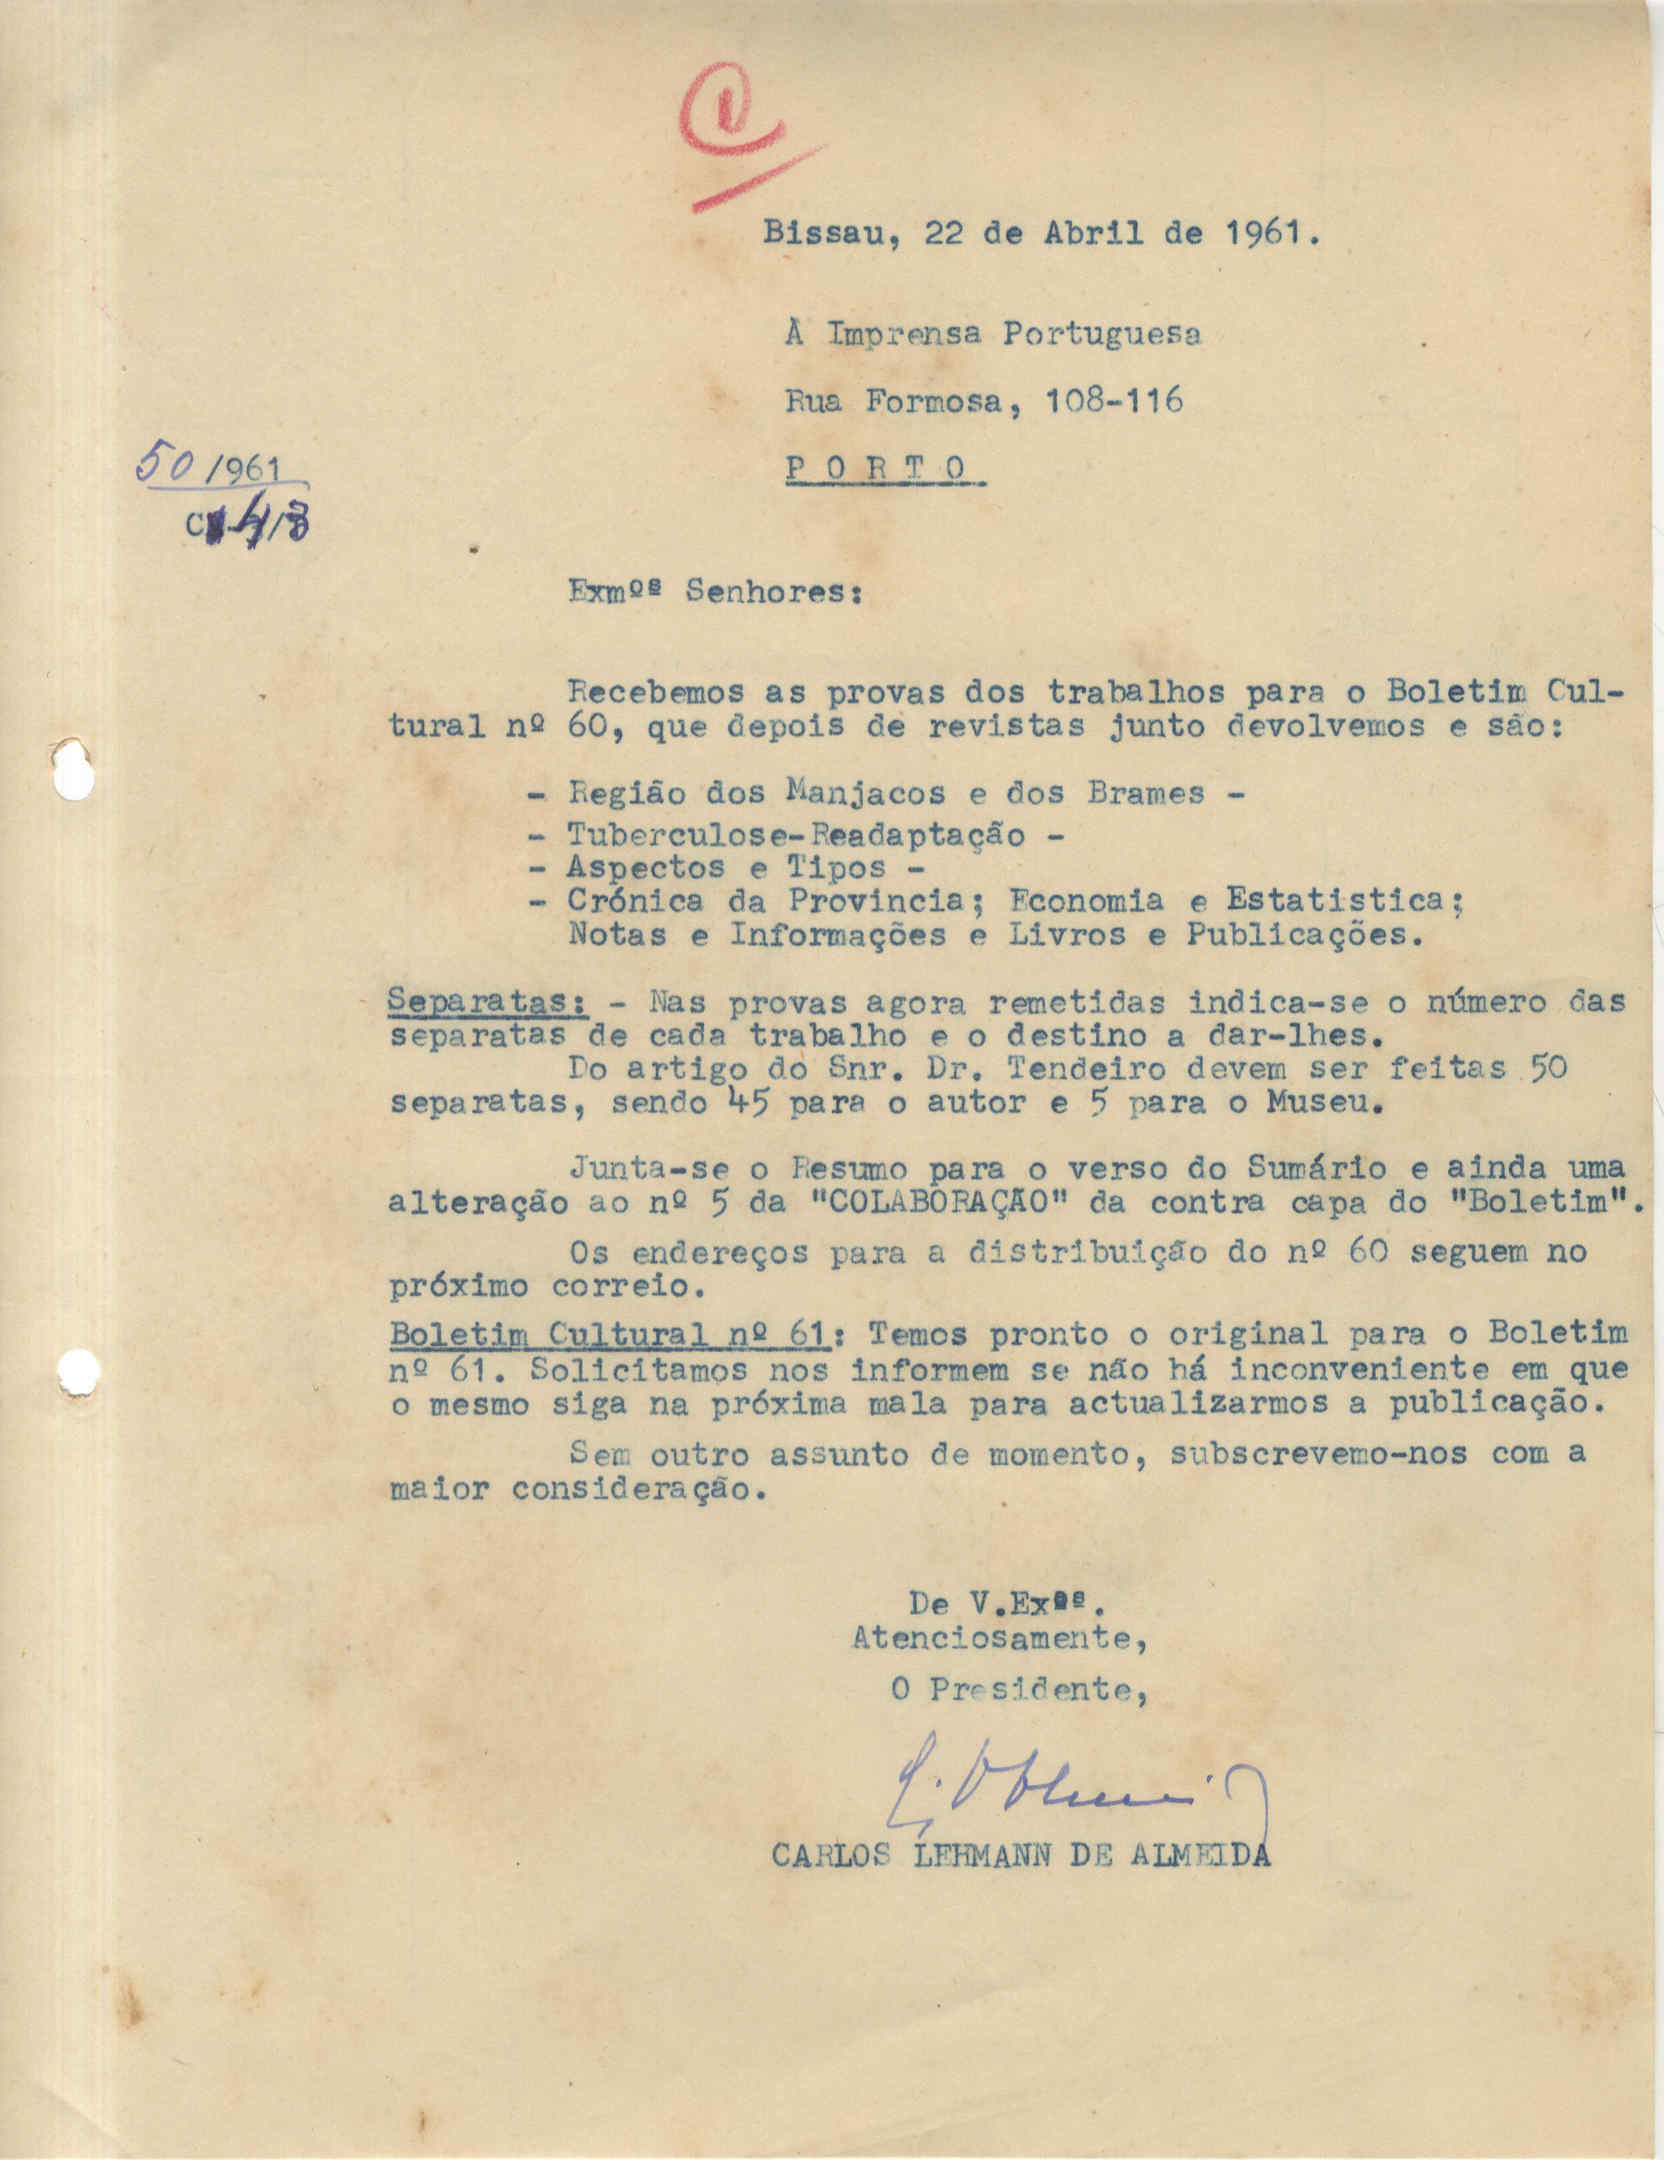 Bissau, 22 de Abril de 1961.
À Imprensa Portuguesa
Rua Formosa, 108-116
P O R T O
50/961
4/8
Exmºs Senhores:
Recebemos as provas dos trabalhos para o Boletim Cul-
tural nº 60, que depois de revistas junto devolvemos e são:
- Região dos Manjacos e dos Brames -
- Tuberculose-Readaptação -
- Aspectos e Tipos -
- Crónica da Provincia; Economia e Estatistica;
Notas e Informações e Livros e Publicações.
Separatas: - Nas provas agora remetidas indica-se o número das
separatas de cada trabalho e o destino a dar-lhes.
Do artigo do Snr. Dr. Tendeiro devem ser feitas 50
separatas, sendo 45 para o autor e 5 para o Museu.
Junta-se o Resumo para o verso do Sumário e ainda uma
alteração ao nº 5 da "COLABORAÇÃO" da contra capa do "Boletim".
Os endereços para a distribuição do nº 60 seguem no
próximo correio.
Boletim Cultural nº 61: Temos pronto o original para o Boletim
nº 61. Solicitamos nos informem se não há inconveniente em que
o mesmo siga na próxima mala para actualizarmos a publicação.
Sem outro assunto de momento, subscrevemo-nos com a
maior consideração.
De V.Exªs.
Atenciosamente,
O Presidente,
CARLOS LEHMANN DE ALMEIDA